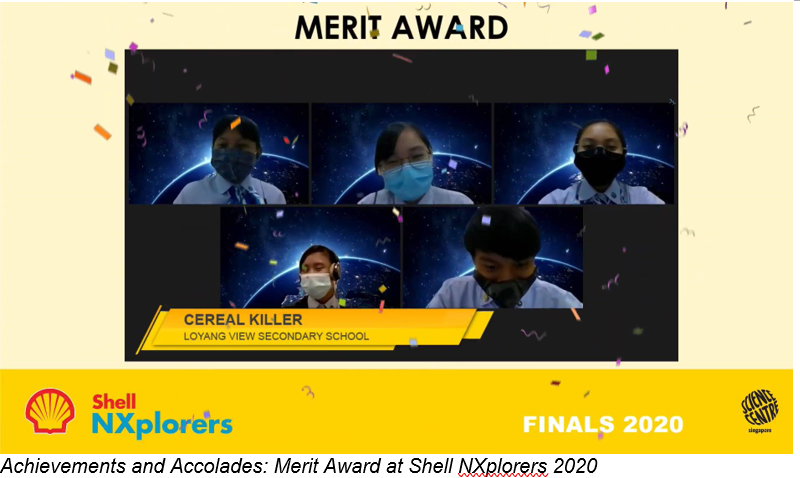 MERIT AWARD
CEREAL KILLER
LOYANG VIEW SECONDARY SCHOOL
Shell
NXplorers
FINALS 2020
SCIENCE
CENTRE
singapore
Achievements and Accolades: Merit Award at Shell NXplorers 2020